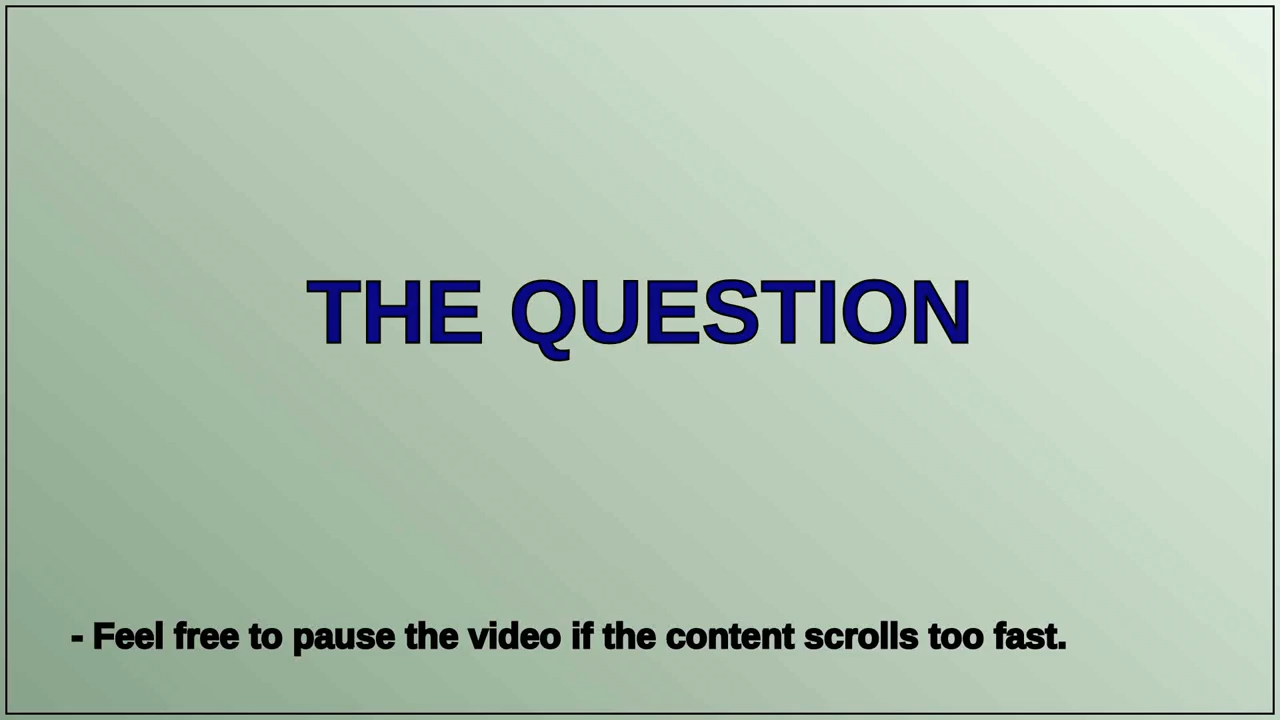 THE QUESTION
- Feel free to pause the video if the content scrolls too fast.